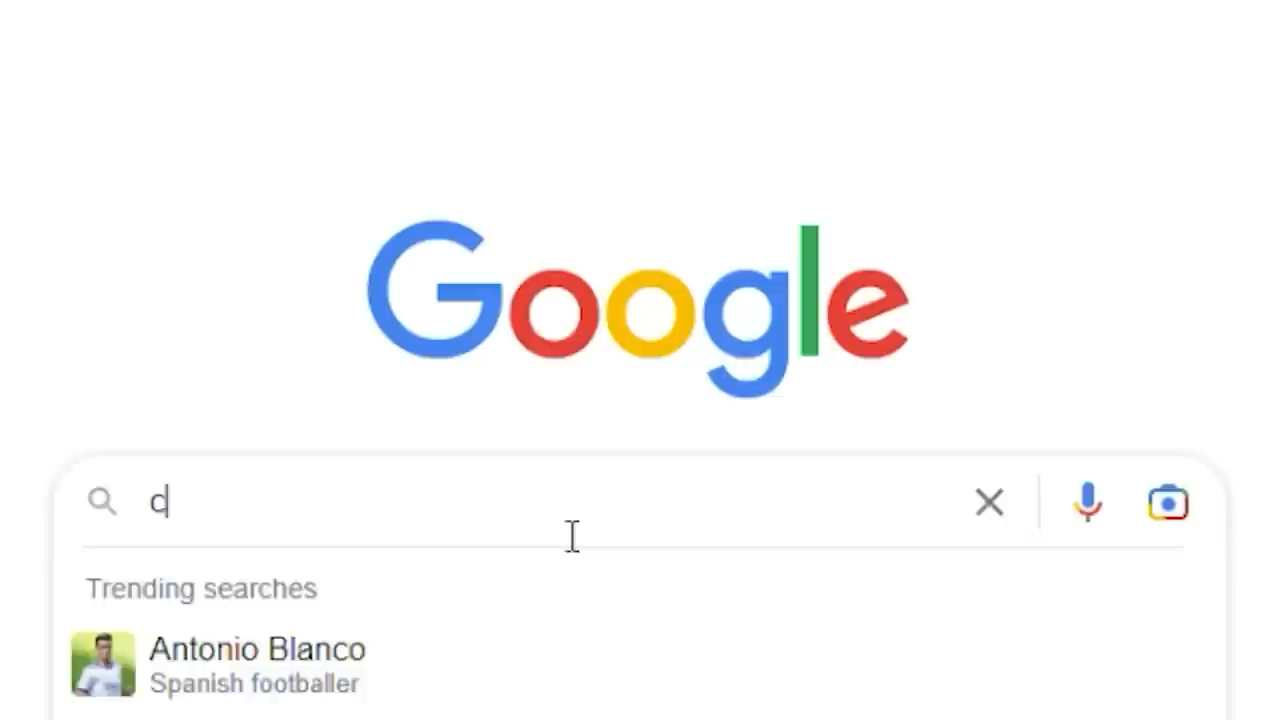 Google
c
Trending searches
Antonio Blanco
Spanish footballer